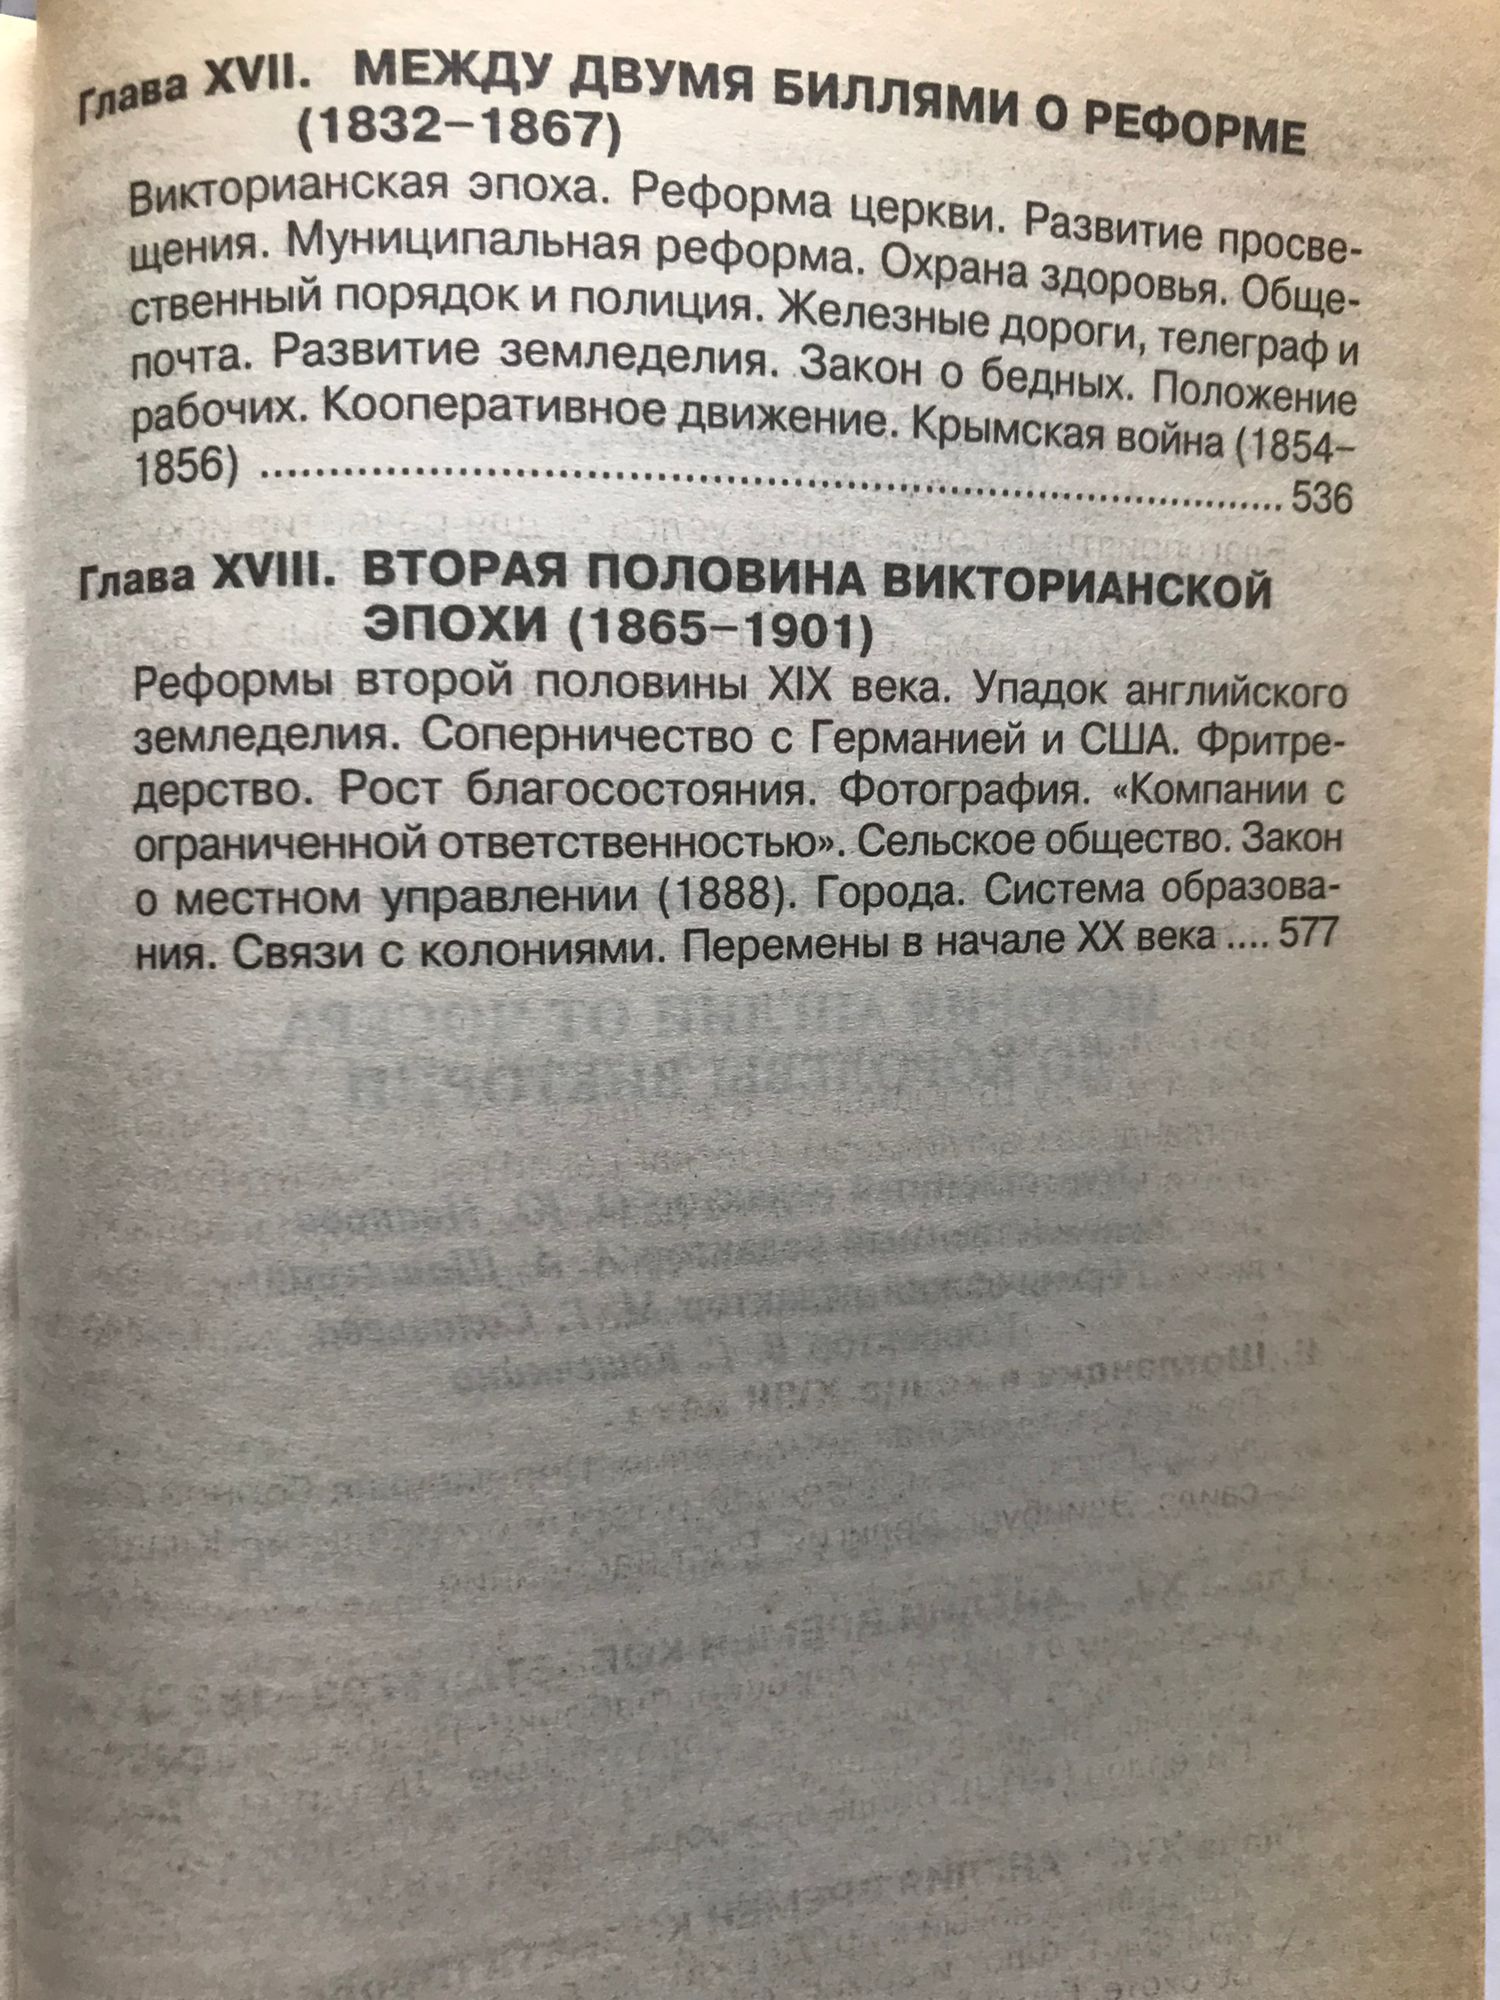 Глава XVII. МЕЖДУ ДВУМЯ БИЛЛЯМИ О РЕФОРМЕ
(1832–1867)
Викторианская эпоха. Реформа церкви. Развитие просве-
щения. Муниципальная реформа. Охрана здоровья. Обще-
ственный порядок и полиция. Железные дороги, телеграф и
почта. Развитие земледелия. Закон о бедных. Положение
рабочих. Кооперативное движение. Крымская война (1854–
1856) ........................................................................... 536
Глава XVIII. ВТОРАЯ ПОЛОВИНА ВИКТОРИАНСКОЙ
ЭПОХИ (1865–1901)
Реформы второй половины XIX века. Упадок английского
земледелия. Соперничество с Германией и США. Фритре-
дерство. Рост благосостояния. Фотография. «Компании с
ограниченной ответственностью». Сельское общество. Закон
о местном управлении (1888). Города. Система образова-
ния. Связи с колониями. Перемены в начале XX века .... 577